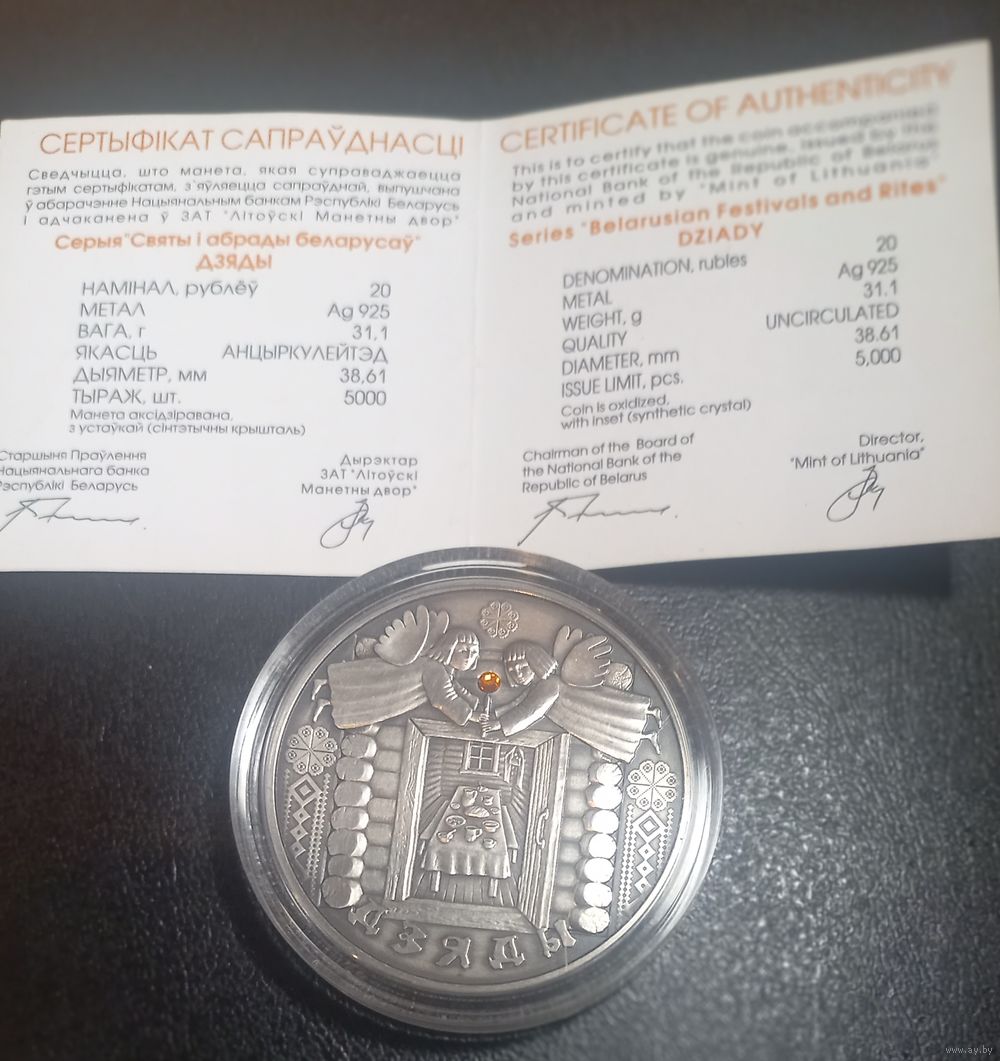 СЕРТЫФІКАТ САПРАЎДНАСЦІ
Сведчыцца, што манета, якая суправаджаецца
гэтым сертыфікатам, з`яўляецца сапраўднай, выпушчана
ў абарачэнне Нацыянальным банкам Рэспублікі Беларусь
і адчаканена ў ЗАТ "Літоўскі Манетны двор"
Серыя "Святы і абрады беларусаў"
ДЗЯДЫ
НАМІНАЛ, рублёў 20
МЕТАЛ Ag 925
ВАГА, г 31,1
ЯКАСЦЬ АНЦЫРКУЛЕЙТЭД
ДЫЯМЕТР, мм 38,61
ТЫРАЖ, шт. 5000
Манета аксідзіравана,
з устаўкай (сінтэтычны крышталь)
Старшыня Праўлення
Нацыянальнага банка
Рэспублікі Беларусь
Дырэктар
ЗАТ "Літоўскі
Манетны двор"
CERTIFICATE OF AUTHENTICITY
This is to certify that the coin accompanied
by this certificate is genuine, issued by the
National Bank of the Republic of Belarus
and minted by "Mint of Lithuania"
Series "Belarusian Festivals and Rites"
DZIADY
DENOMINATION, rubles 20
METAL Ag 925
WEIGHT, g 31.1
QUALITY UNCIRCULATED
DIAMETER, mm 38.61
ISSUE LIMIT, pcs. 5,000
Coin is oxidized,
with inset (synthetic crystal)
Chairman of the Board of
the National Bank of the
Republic of Belarus
Director,
"Mint of Lithuania"
ДЗЯДЫ
www.ay.by